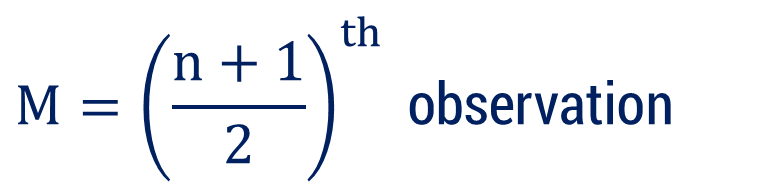 M = ((n + 1)/2)^th observation